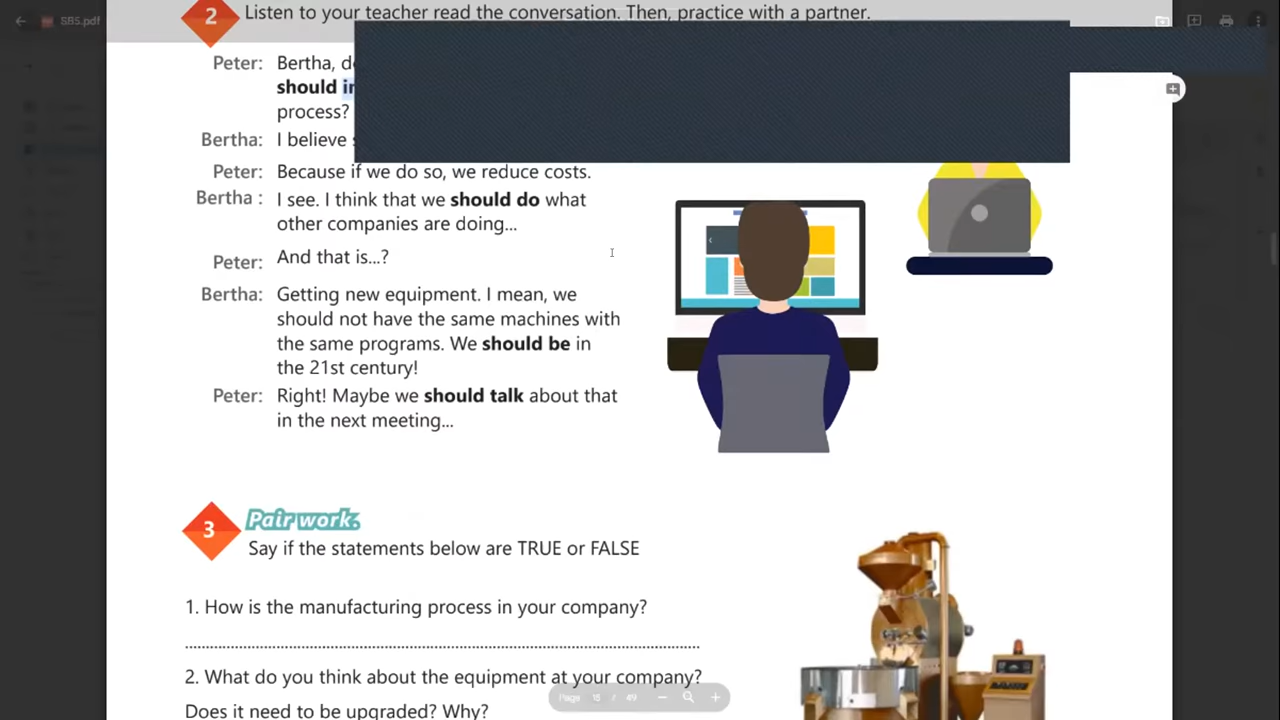 SB5.pdf
2 Listen to your teacher read the conversation. Then, practice with a partner.
Peter: Bertha,
should
process?
Bertha: I believe
Peter: Because if we do so, we reduce costs.
Bertha : I see. I think that we should do what
other companies are doing...
Peter: And that is...?
Bertha: Getting new equipment. I mean, we
should not have the same machines with
the same programs. We should be in
the 21st century!
Peter: Right! Maybe we should talk about that
in the next meeting...
3 Pair work.
Say if the statements below are TRUE or FALSE
1. How is the manufacturing process in your company?
2. What do you think about the equipment at your company?
Does it need to be upgraded? Why?
Page 15 / 49